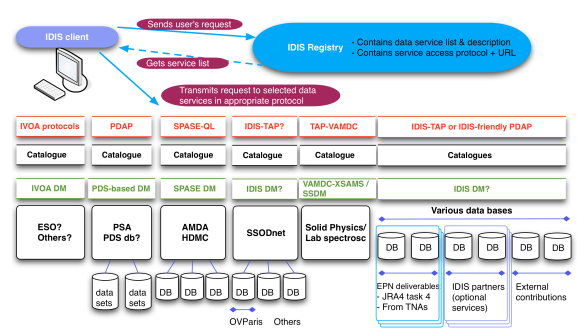 IDIS client
Sends user's request
IDIS Registry
- Contains data service list & description
- Contains service access protocol + URL
Gets service list
Transmits request to selected data
services in appropriate protocol
IVOA protocols PDAP SPASE-QL IDIS-TAP? TAP-VAMDC IDIS-TAP or IDIS-friendly PDAP
Catalogue Catalogue Catalogue Catalogue Catalogue Catalogues
IVOA DM PDS-based DM SPASE DM IDIS DM? VAMDC-XSAMS / SSDM IDIS DM?
Various data bases
ESO?
Others?
PSA
PDS db?
AMDA
HDMC
SSODnet
Solid Physics/
Lab spectrosc
DB DB DB DB DB DB
data
sets
data
sets
DB DB DB DB DB DB
OVParis Others
EPN deliverables
- JRA4 task 4
- From TNAs
IDIS partners
(optional
services)
External
contributions